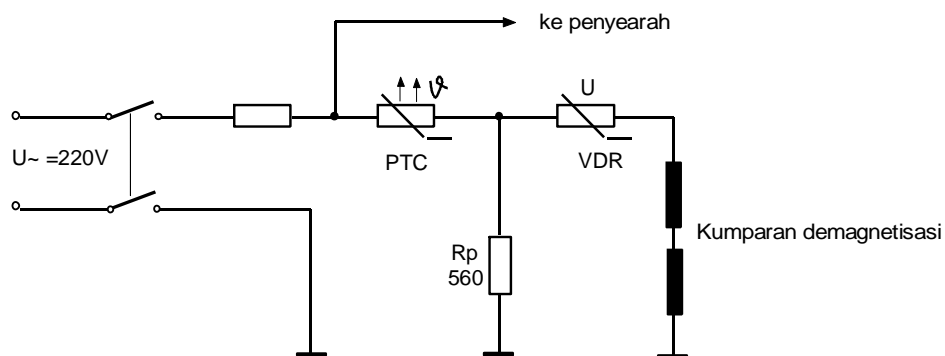 ke penyearah
ϑ
U
U~ =220V
PTC
VDR
Rp
560
Kumparan demagnetisasi